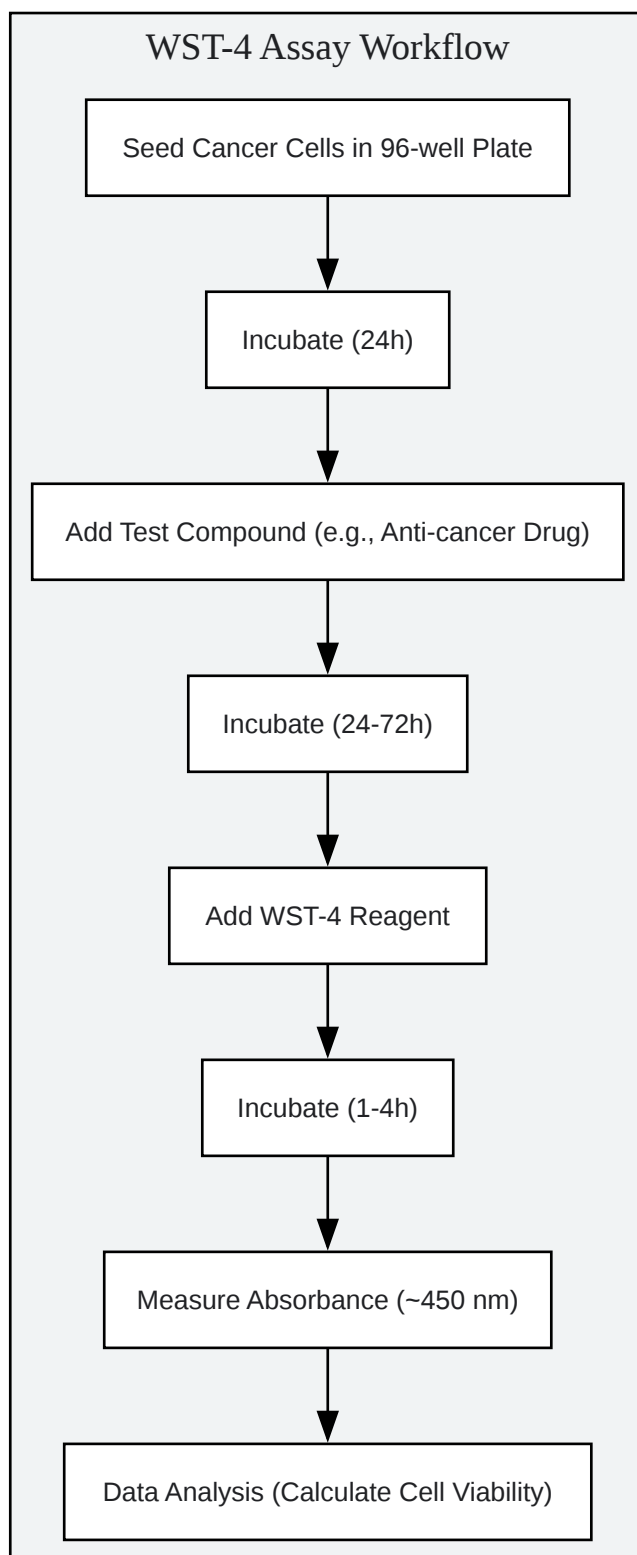 WST-4 Assay Workflow
Seed Cancer Cells in 96-well Plate
Incubate (24h)
Add Test Compound (e.g., Anti-cancer Drug)
Incubate (24-72h)
Add WST-4 Reagent
Incubate (1-4h)
Measure Absorbance (~450 nm)
Data Analysis (Calculate Cell Viability)